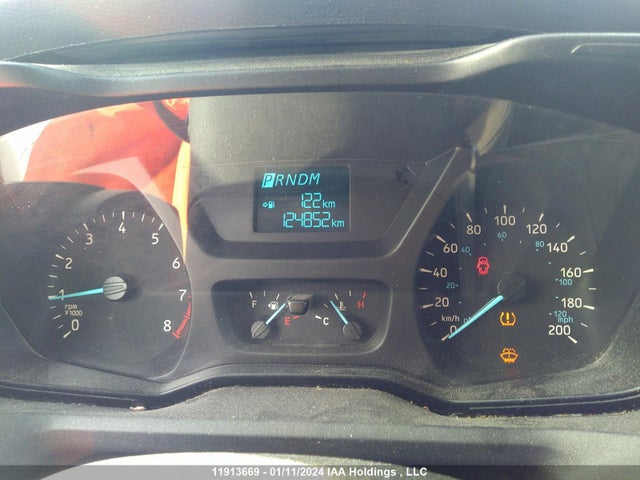 PRNDM
122 km
124852 km
0 1 2 3 4 5 6 7 8
rpm
x1000
F E
C H
0 20 40 60 80 100 120 140 160 180 200
20 40 60 80 100 120
km/h
mph
11913669 - 01/11/2024 IAA Holdings , LLC